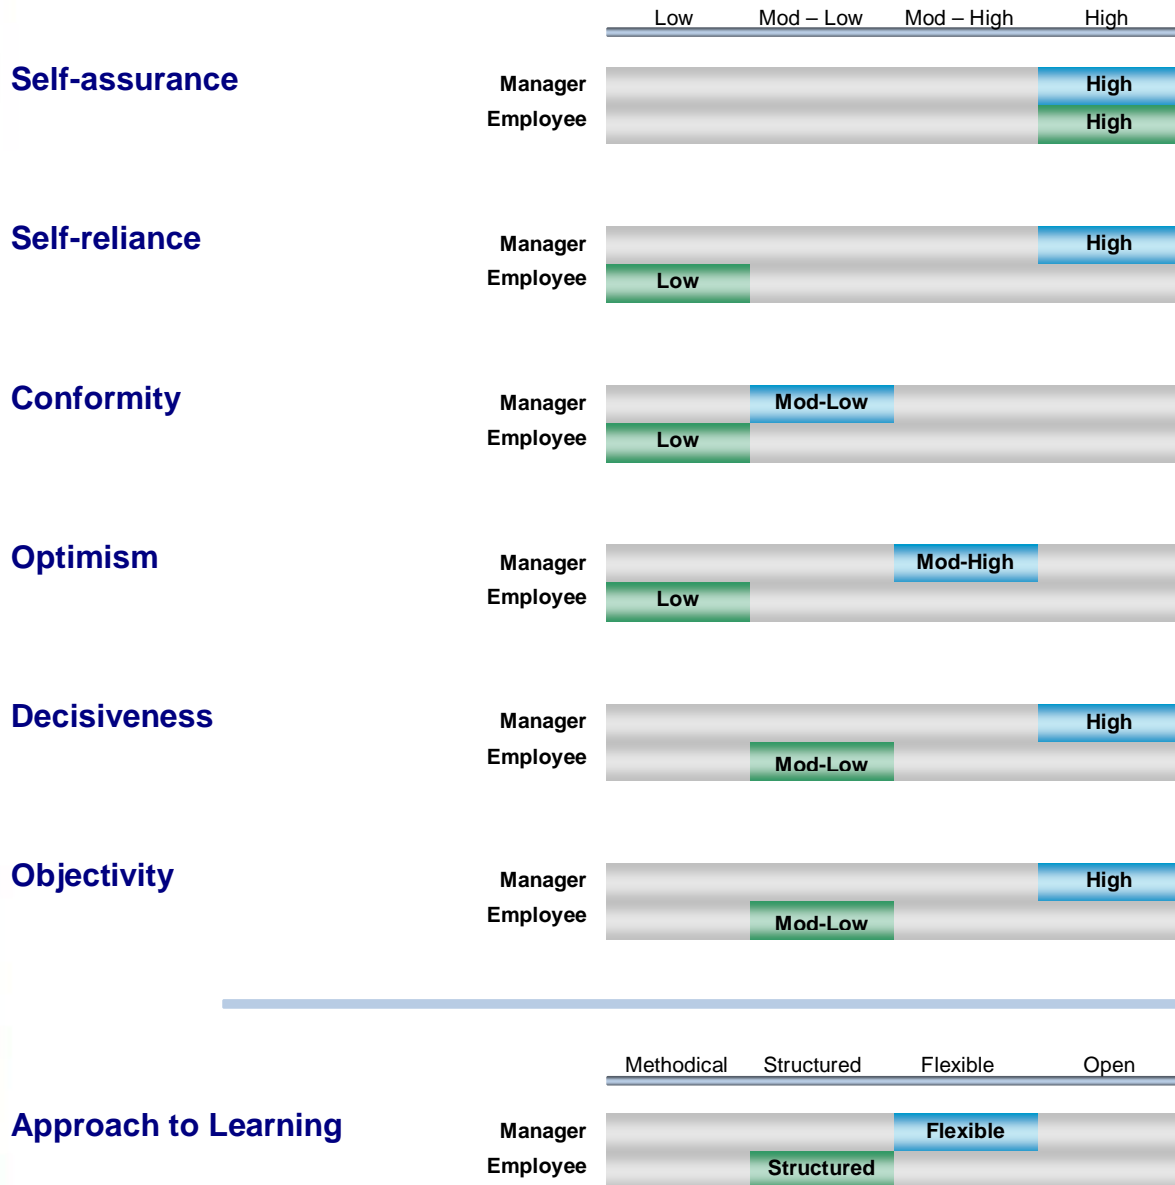 Low Mod – Low Mod – High High
Self-assurance
Manager High
Employee High
Self-reliance
Manager High
Employee Low
Conformity
Manager Mod-Low
Employee Low
Optimism
Manager Mod-High
Employee Low
Decisiveness
Manager High
Employee Mod-Low
Objectivity
Manager High
Employee Mod-Low
Methodical Structured Flexible Open
Approach to Learning
Manager Flexible
Employee Structured